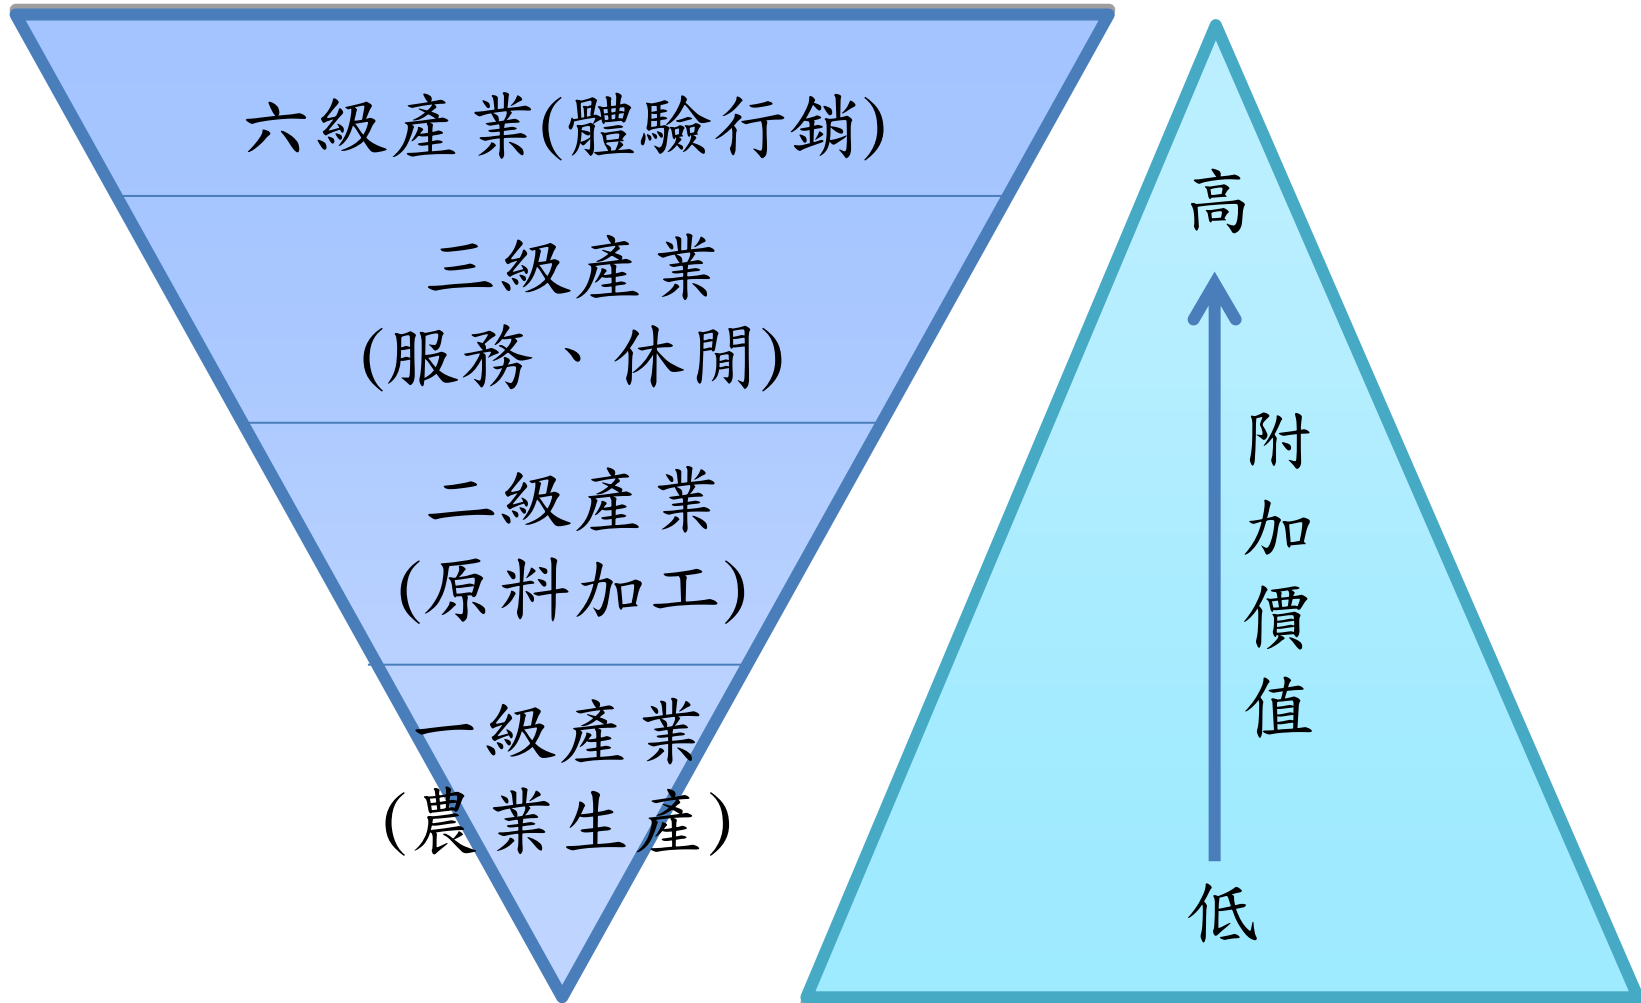 六級產業(體驗行銷)
三級產業
(服務、休閒)
二級產業
(原料加工)
一級產業
(農業生產)
高
附加價值
低